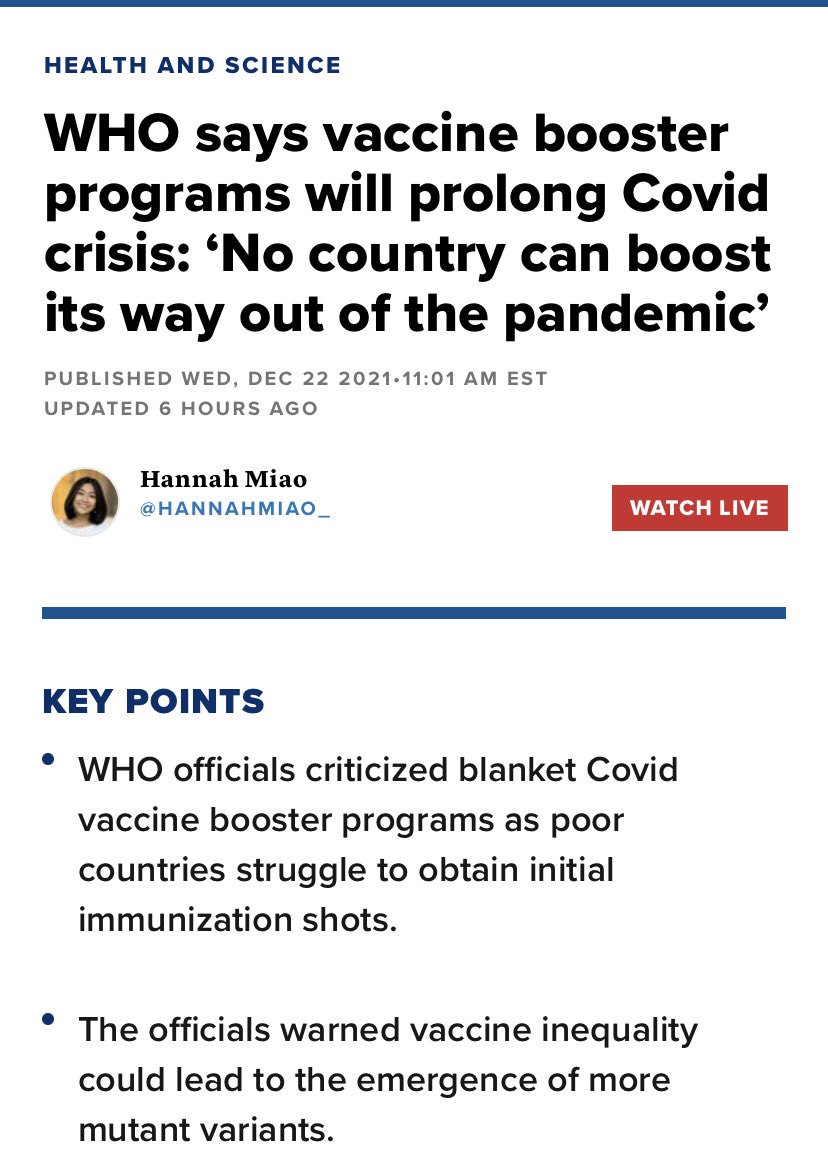 HEALTH AND SCIENCE
WHO says vaccine booster
programs will prolong Covid
crisis: ‘No country can boost
its way out of the pandemic’
PUBLISHED WED, DEC 22 2021•11:01 AM EST
UPDATED 6 HOURS AGO
Hannah Miao
@HANNAHMIAO_
WATCH LIVE
KEY POINTS
• WHO officials criticized blanket Covid
vaccine booster programs as poor
countries struggle to obtain initial
immunization shots.
• The officials warned vaccine inequality
could lead to the emergence of more
mutant variants.